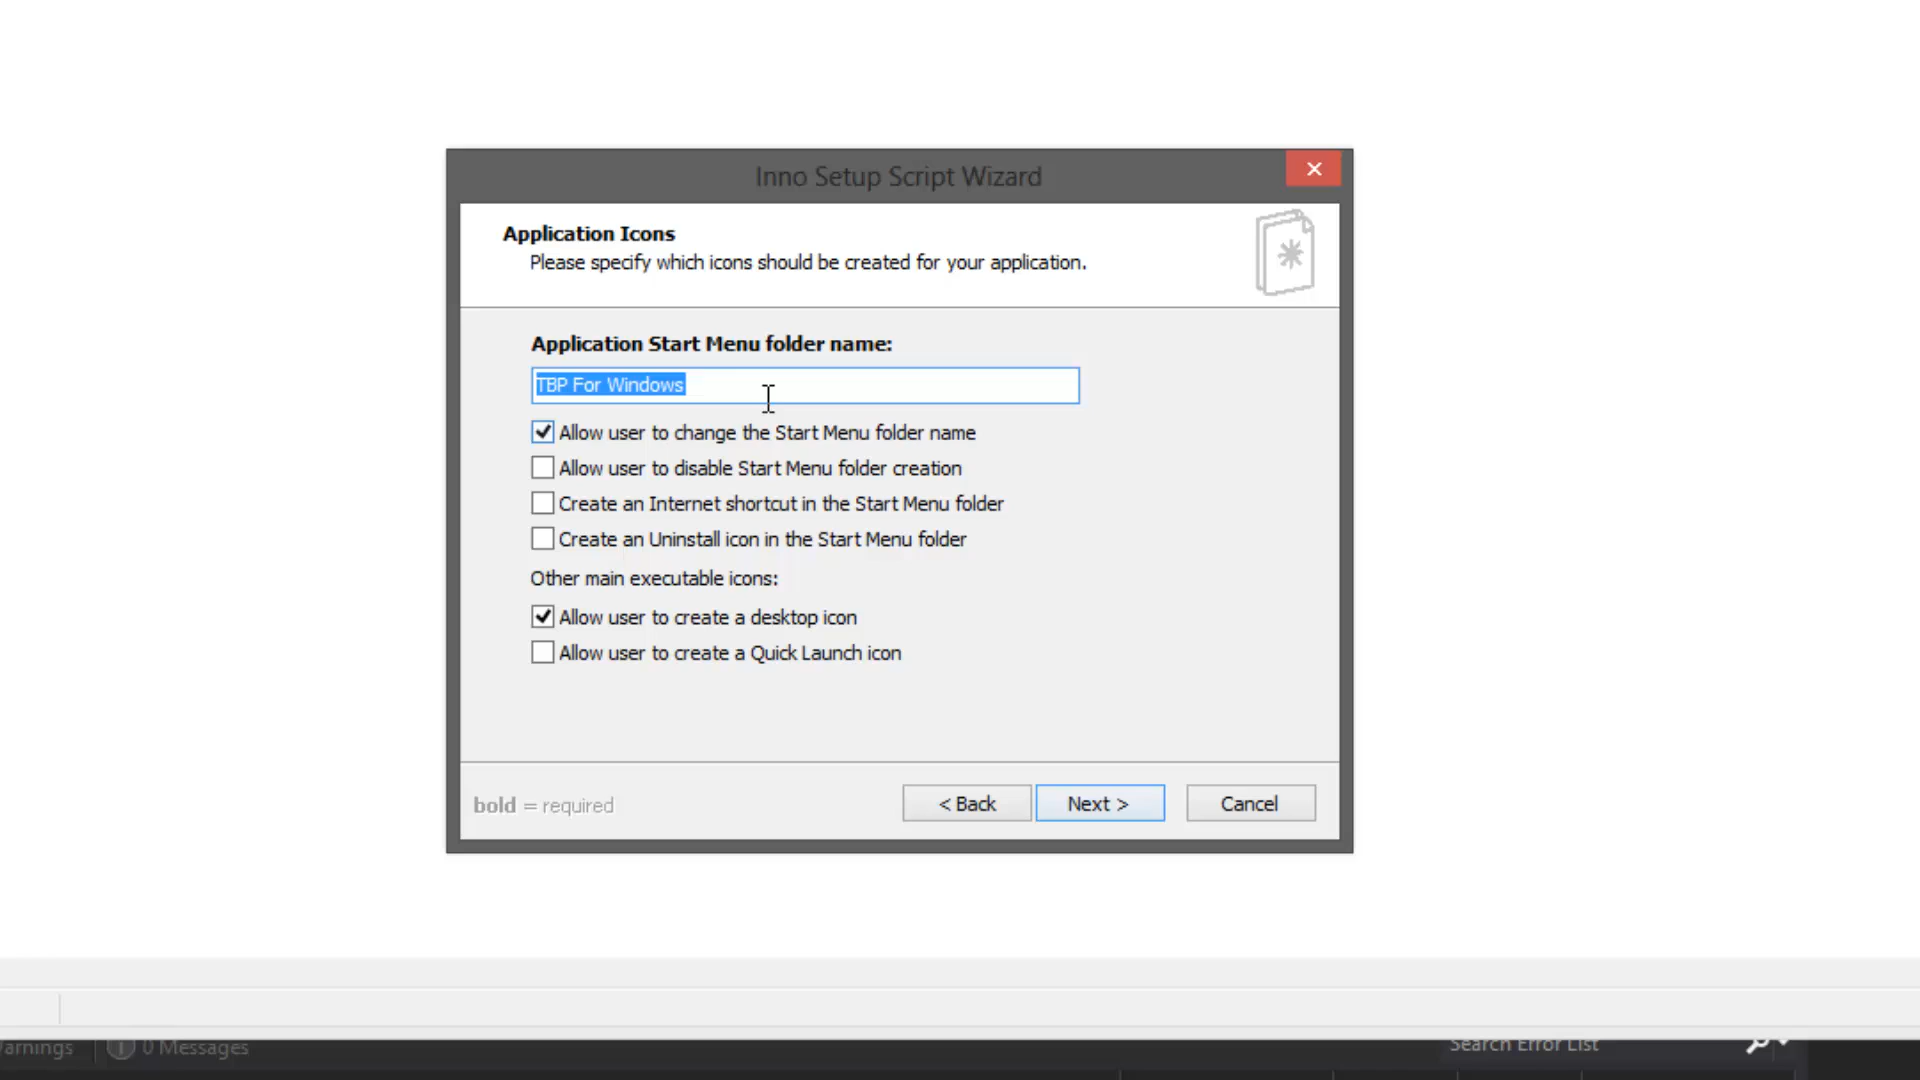 Inno Setup Script Wizard
Application Icons
Please specify which icons should be created for your application.
Application Start Menu folder name:
TBP For Windows
Allow user to change the Start Menu folder name
Allow user to disable Start Menu folder creation
Create an Internet shortcut in the Start Menu folder
Create an Uninstall icon in the Start Menu folder
Other main executable icons:
Allow user to create a desktop icon
Allow user to create a Quick Launch icon
bold = required
< Back
Next >
Cancel
arnings
0 Messages
Search Error List